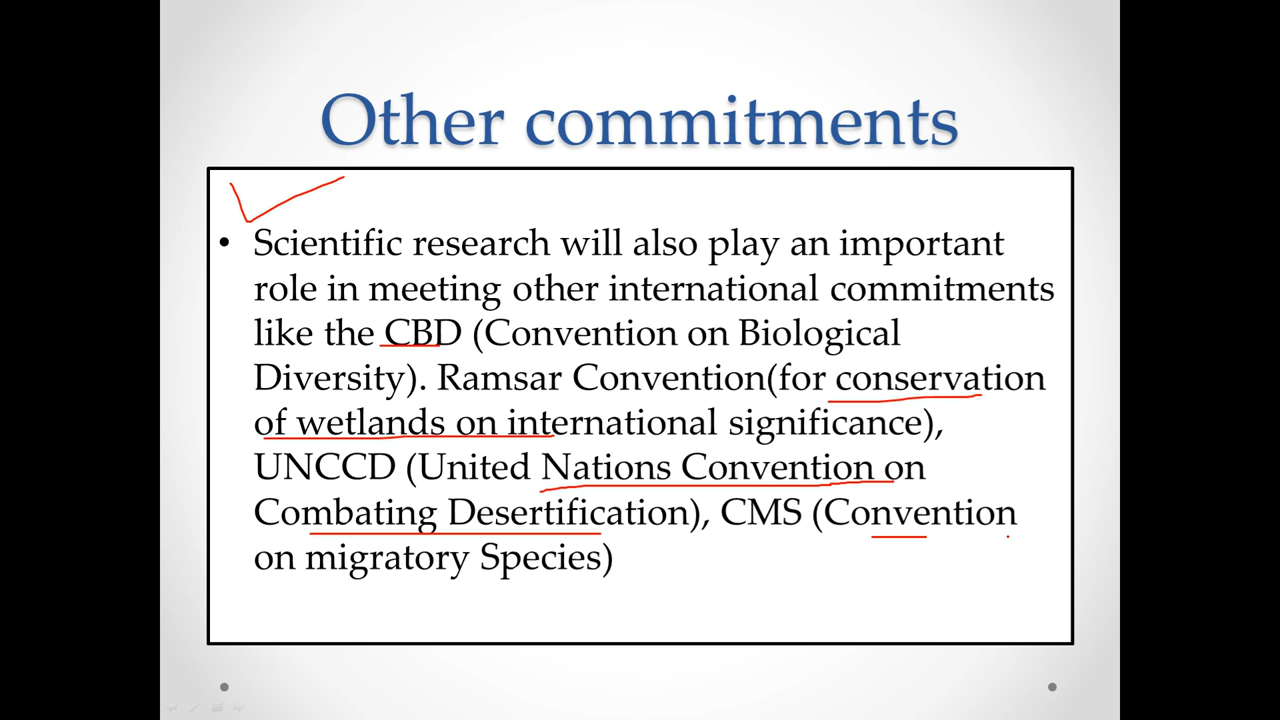 Other commitments
• Scientific research will also play an important
role in meeting other international commitments
like the CBD (Convention on Biological
Diversity). Ramsar Convention(for conservation
of wetlands on international significance),
UNCCD (United Nations Convention on
Combating Desertification), CMS (Convention
on migratory Species)